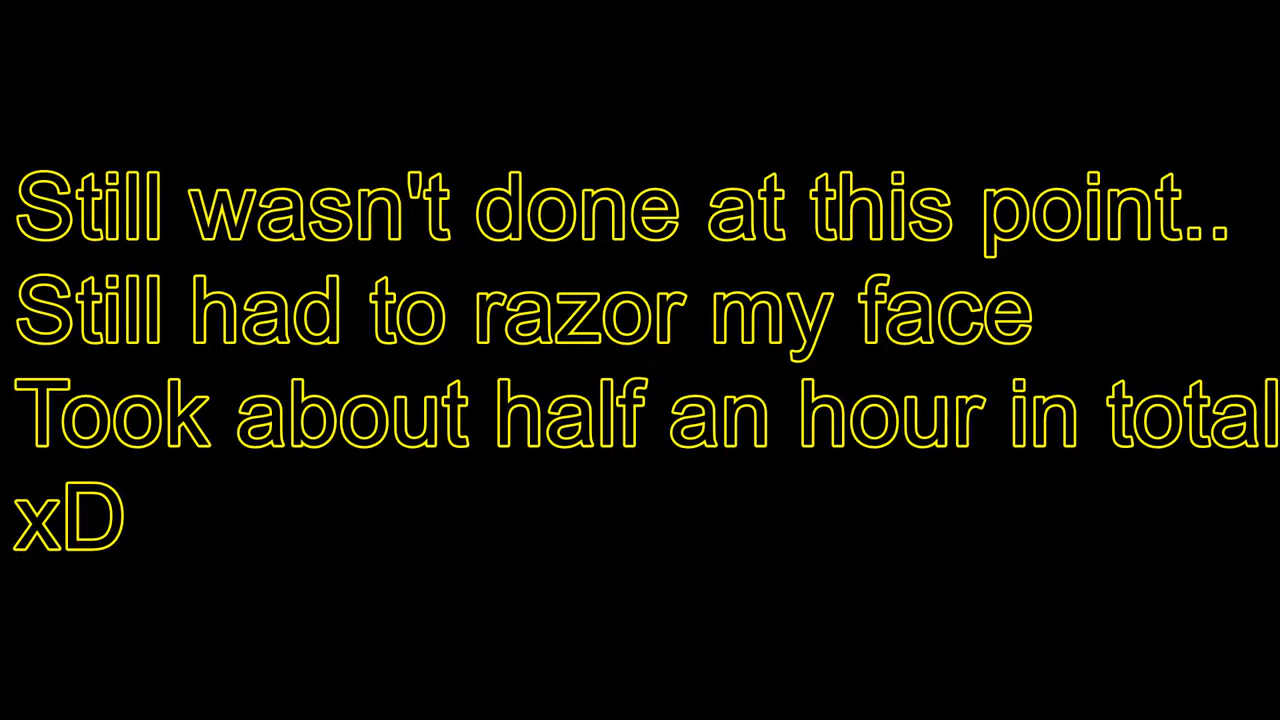 Still wasn't done at this point..
Still had to razor my face
Took about half an hour in total
xD